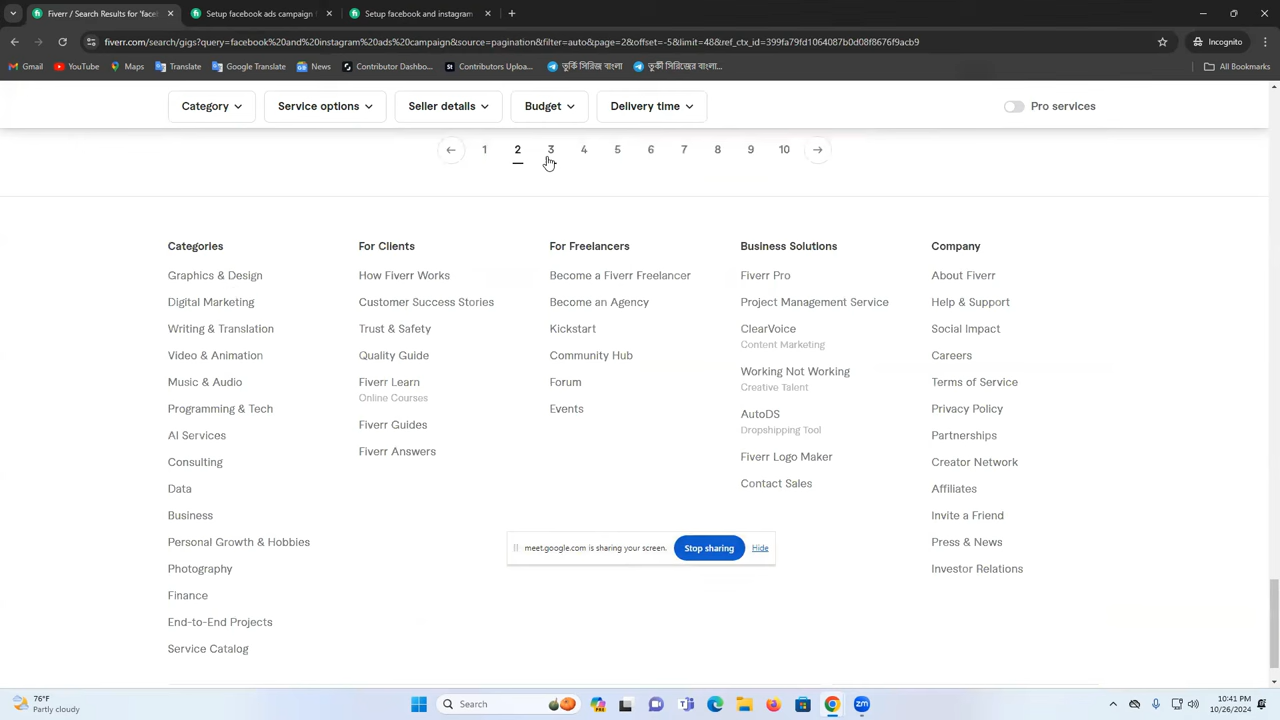 Fiverr / Search Results for 'face
Setup facebook ads campaign
Setup facebook and instagram
fiverr.com/search/gigs?query=facebook%20and%20instagram%20ads%20campaign&source=pagination&filter=auto&page=2&offset=-5&limit=48&ref_ctx_id=399fa79fd1064087b0d08f8676f9acb9
Incognito
Gmail
YouTube
Maps
Translate
Google Translate
News
Contributor Dashbo...
Contributors Uploa...
তুর্কি সিরিজ বাংলা
তুর্কী সিরিজের বাংলা...
All Bookmarks
Category
Service options
Seller details
Budget
Delivery time
Pro services
1 2 3 4 5 6 7 8 9 10
Categories
Graphics & Design
Digital Marketing
Writing & Translation
Video & Animation
Music & Audio
Programming & Tech
AI Services
Consulting
Data
Business
Personal Growth & Hobbies
Photography
Finance
End-to-End Projects
Service Catalog
For Clients
How Fiverr Works
Customer Success Stories
Trust & Safety
Quality Guide
Fiverr Learn
Online Courses
Fiverr Guides
Fiverr Answers
For Freelancers
Become a Fiverr Freelancer
Become an Agency
Kickstart
Community Hub
Forum
Events
Business Solutions
Fiverr Pro
Project Management Service
ClearVoice
Content Marketing
Working Not Working
Creative Talent
AutoDS
Dropshipping Tool
Fiverr Logo Maker
Contact Sales
Company
About Fiverr
Help & Support
Social Impact
Careers
Terms of Service
Privacy Policy
Partnerships
Creator Network
Affiliates
Invite a Friend
Press & News
Investor Relations
meet.google.com is sharing your screen.
Stop sharing
Hide
76°F
Partly cloudy
Search
10:41 PM
10/26/2024